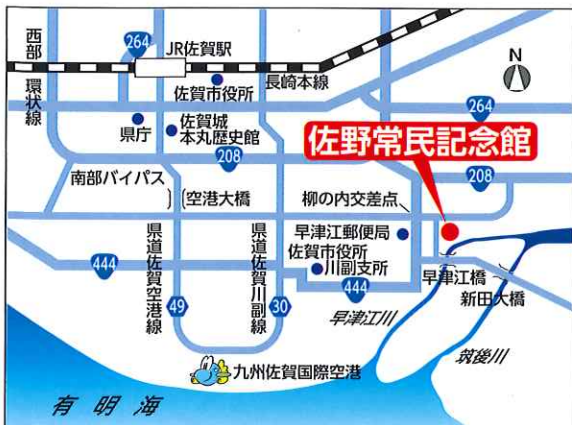 西部環状線
264
JR佐賀駅
N
佐賀市役所
長崎本線
264
県庁
佐賀城
本丸歴史館
佐野常民記念館
208
208
南部バイパス
空港大橋
柳の内交差点
早津江郵便局
佐賀市役所
川副支所
444
県道佐賀空港線
県道佐賀川副線
早津江橋
444
新田大橋
49
30
早津江川
筑後川
九州佐賀国際空港
有明海